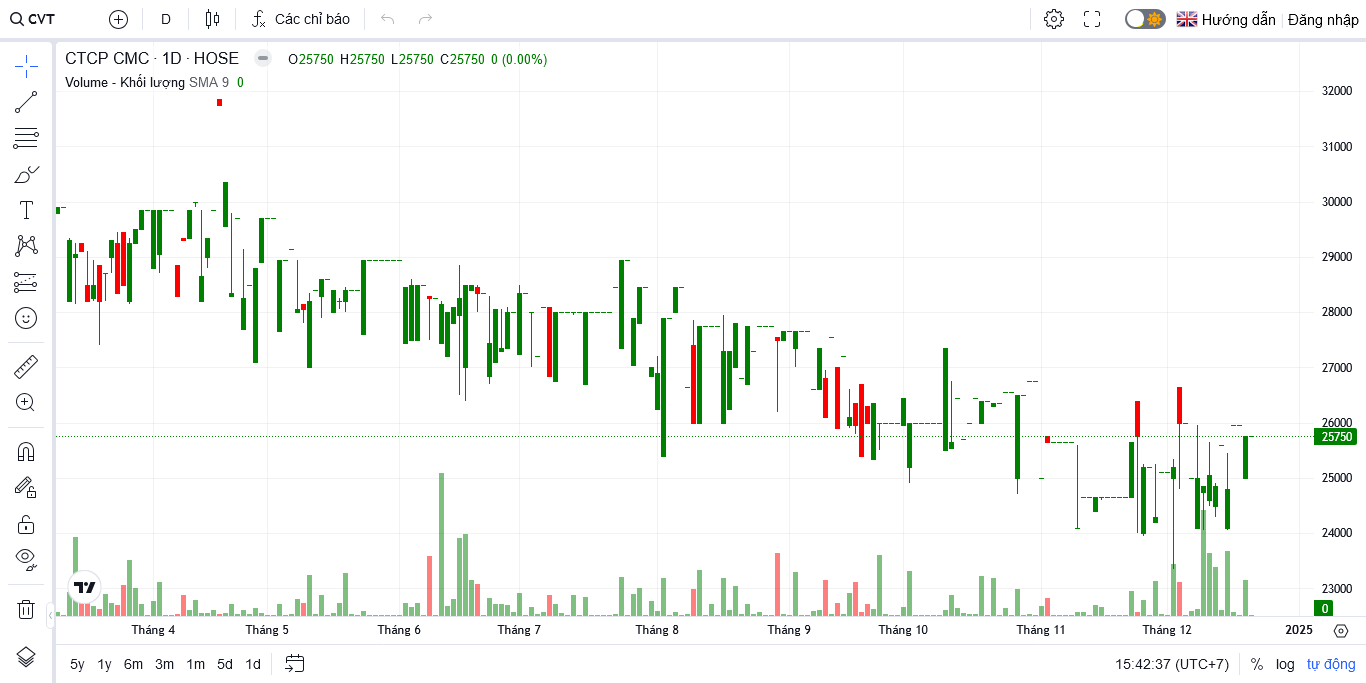 CVT D Các chỉ báo Hướng dẫn Đăng nhập
CTCP CMC · 1D · HOSE O25750 H25750 L25750 C25750 0 (0.00%)
Volume - Khối lượng SMA 9 0
32000
31000
30000
29000
28000
27000
26000
25750
25000
24000
23000
0
Tháng 4 Tháng 5 Tháng 6 Tháng 7 Tháng 8 Tháng 9 Tháng 10 Tháng 11 Tháng 12 2025
5y 1y 6m 3m 1m 5d 1d 15:42:37 (UTC+7) % log tự động